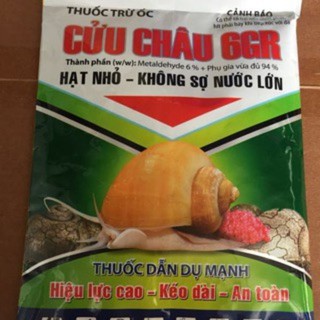 THUỐC TRỪ ỐC
CẢNH BÁO
CỬU CHÂU 6GR
Thành phần (w/w): Metaldehyde 6 % + Phụ gia vừa đủ 94 %
HẠT NHỎ - KHÔNG SỢ NƯỚC LỚN
THUỐC DẪN DỤ MẠNH
Hiệu lực cao - Kéo dài - An toàn